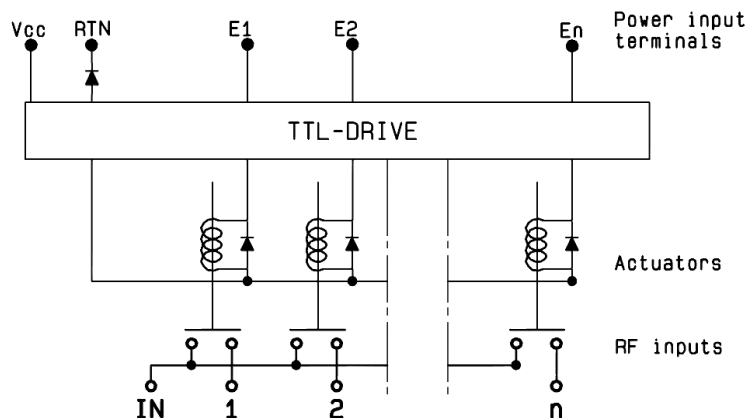 Vcc RTN E1 E2 En Power input
terminals
TTL-DRIVE
Actuators
RF inputs
IN 1 2 n